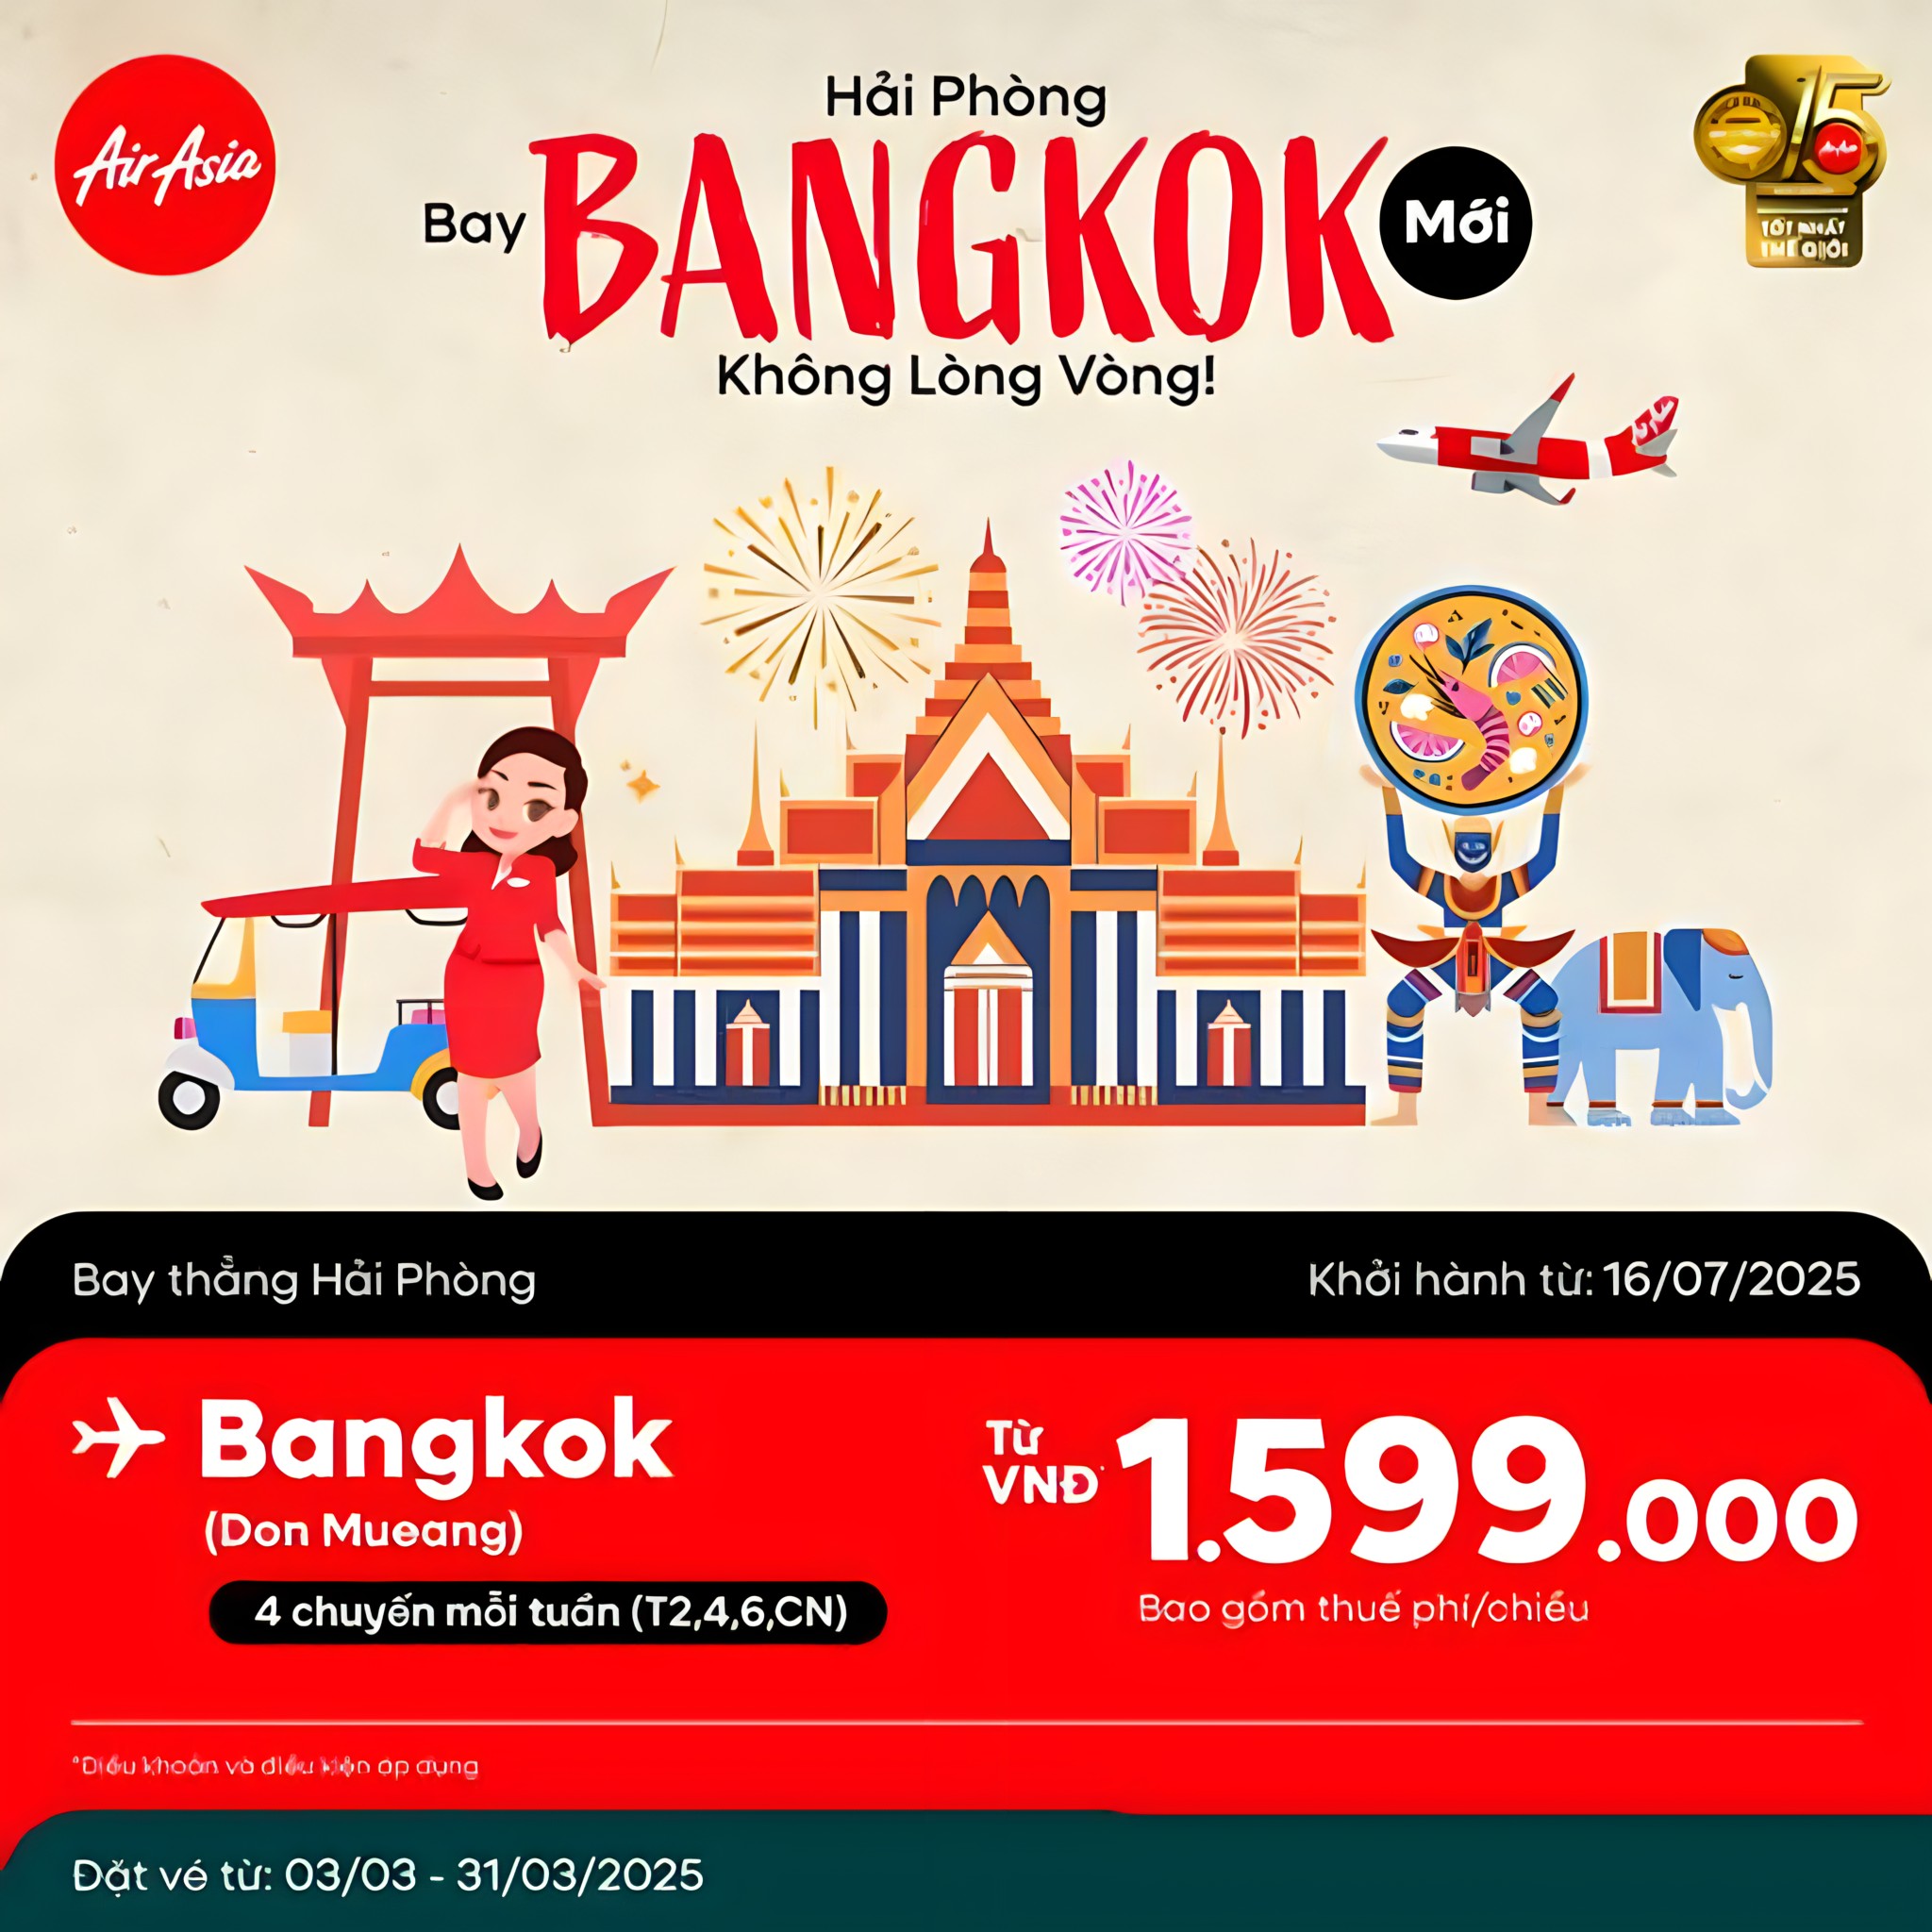 AirAsia
Hải Phòng
Bay BANGKOK Mới
Không Lòng Vòng!
15
Bay thẳng Hải Phòng
Khởi hành từ: 16/07/2025
Bangkok
(Don Mueang)
4 chuyến mỗi tuần (T2,4,6,CN)
Từ
VNĐ* 1.599.000
Bao gồm thuế phí/chiều
*Điều khoản và điều kiện áp dụng
Đặt vé từ: 03/03 - 31/03/2025